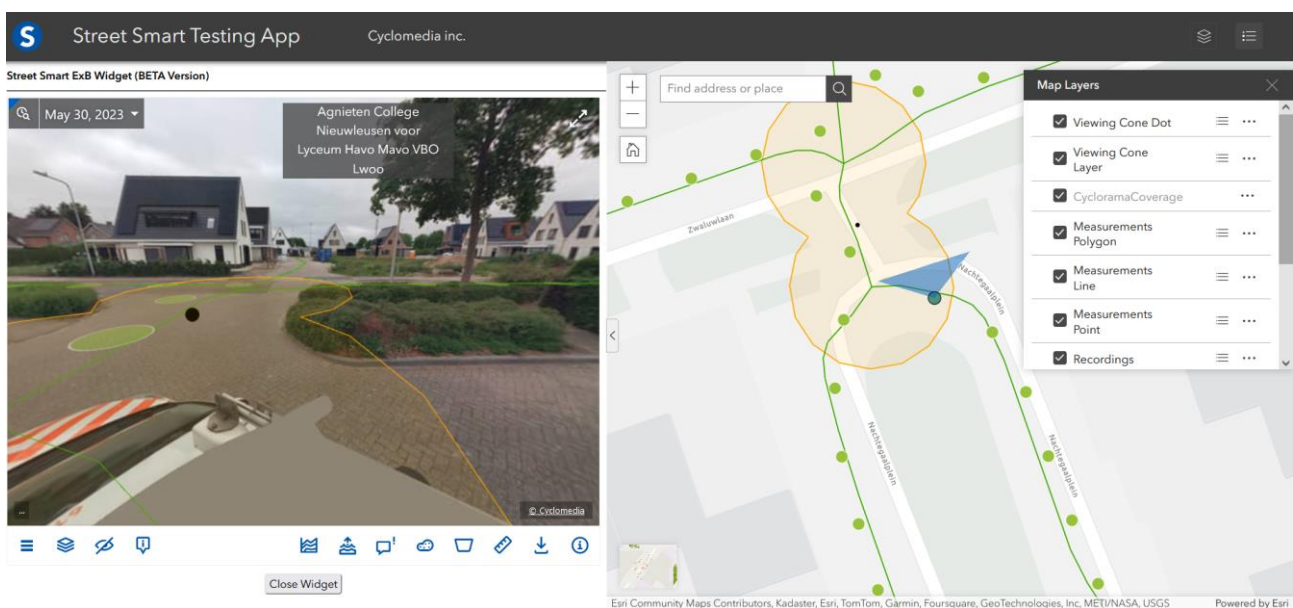 S
Street Smart Testing App
Cyclomedia inc.
Street Smart ExB Widget (BETA Version)
May 30, 2023
Agnieten College
Nieuwleusen voor
Lyceum Havo Mavo VBO
Lwoo
...
© Cyclomedia
Close Widget
Find address or place
Zwaluwlaan
Nachtegaalplein
Nachtegaalplein
Nachtegaalplein
Map Layers
Viewing Cone Dot
Viewing Cone
Layer
CycloramaCoverage
Measurements
Polygon
Measurements
Line
Measurements
Point
Recordings
Esri Community Maps Contributors, Kadaster, Esri, TomTom, Garmin, Foursquare, GeoTechnologies, Inc, METI/NASA, USGS
Powered by Esri